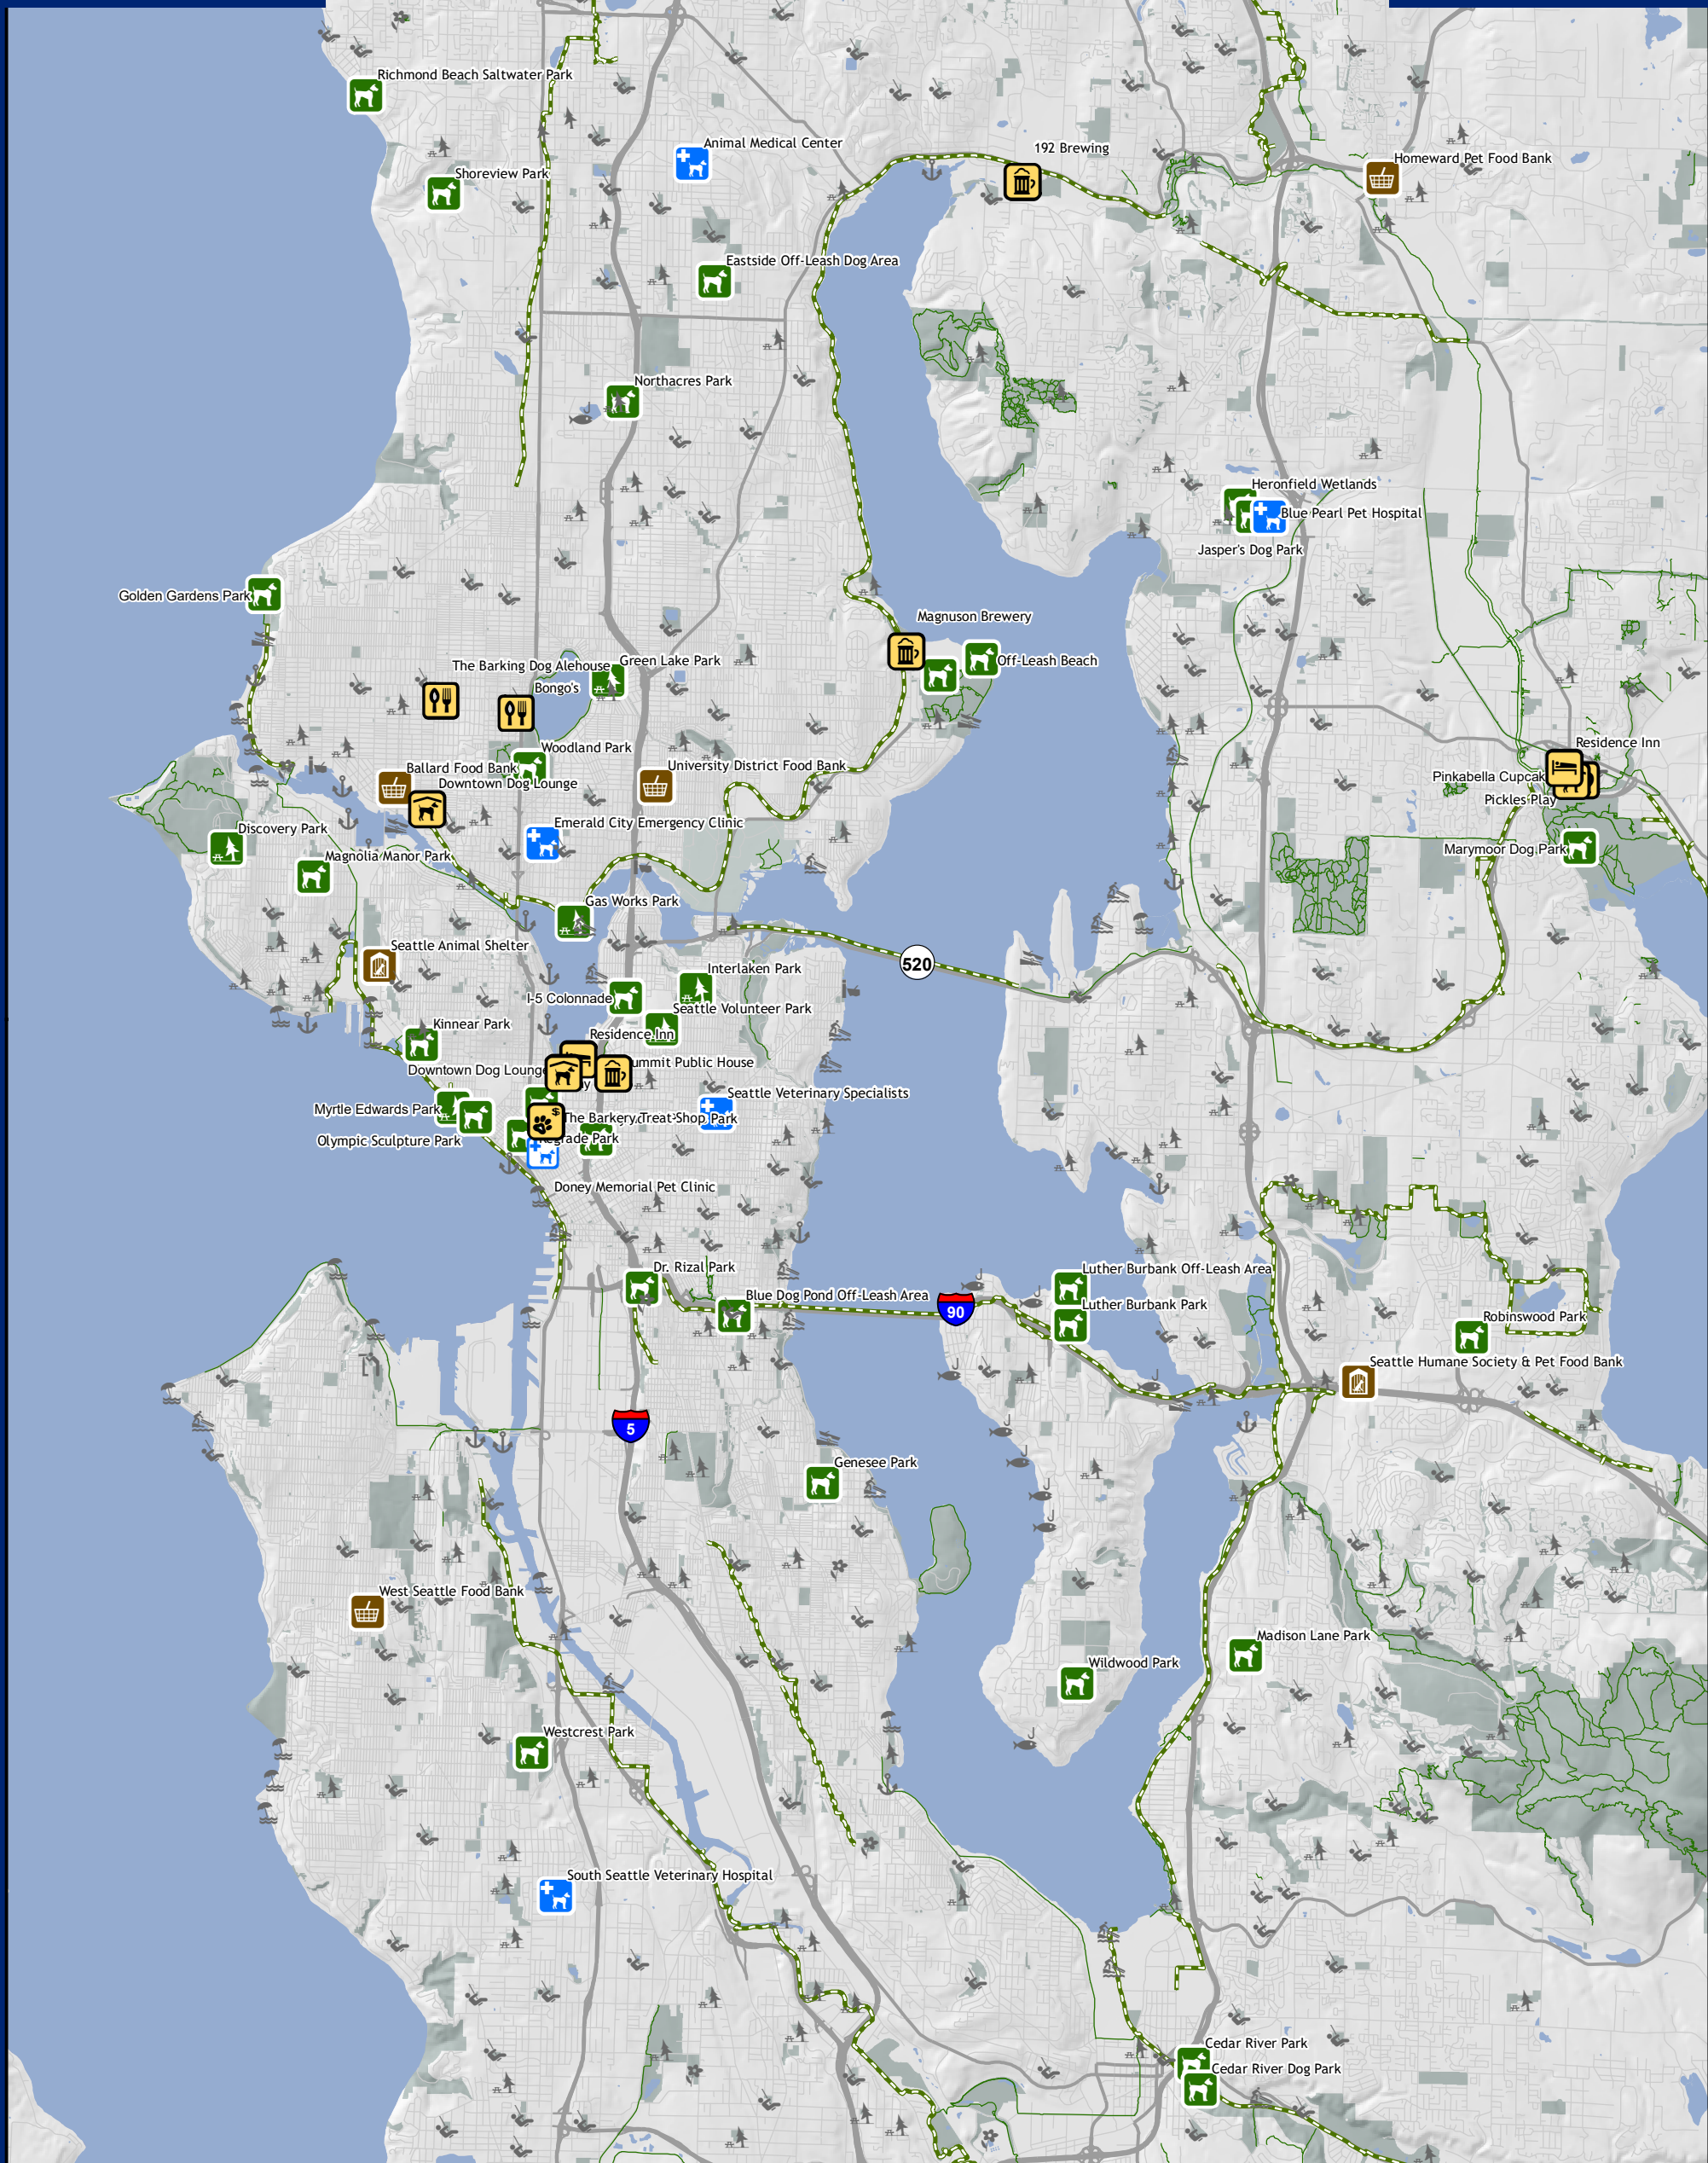 Richmond Beach Saltwater Park
Animal Medical Center
192 Brewing
Homeward Pet Food Bank
Shoreview Park
Eastside Off-Leash Dog Area
Northacres Park
Heronfield Wetlands
Blue Pearl Pet Hospital
Jasper's Dog Park
Golden Gardens Park
Magnuson Brewery
Off-Leash Beach
The Barking Dog Alehouse
Green Lake Park
Bongo's
Woodland Park
Residence Inn
Ballard Food Bank
University District Food Bank
Pinkabella Cupcak
Downtown Dog Lounge
Pickles Play
Emerald City Emergency Clinic
Discovery Park
Marymoor Dog Park
Magnolia Manor Park
Gas Works Park
Seattle Animal Shelter
520
Interlaken Park
I-5 Colonnade
Seattle Volunteer Park
Kinnear Park
Residence Inn
ummit Public House
Downtown Dog Lounge
Seattle Veterinary Specialists
Myrtle Edwards Park
The Barkery Treat Shop Park
Olympic Sculpture Park
egrade Park
Doney Memorial Pet Clinic
Dr. Rizal Park
Luther Burbank Off-Leash Area
Blue Dog Pond Off-Leash Area
90
Luther Burbank Park
Robinswood Park
Seattle Humane Society & Pet Food Bank
5
Genesee Park
West Seattle Food Bank
Madison Lane Park
Wildwood Park
Westcrest Park
South Seattle Veterinary Hospital
Cedar River Park
Cedar River Dog Park